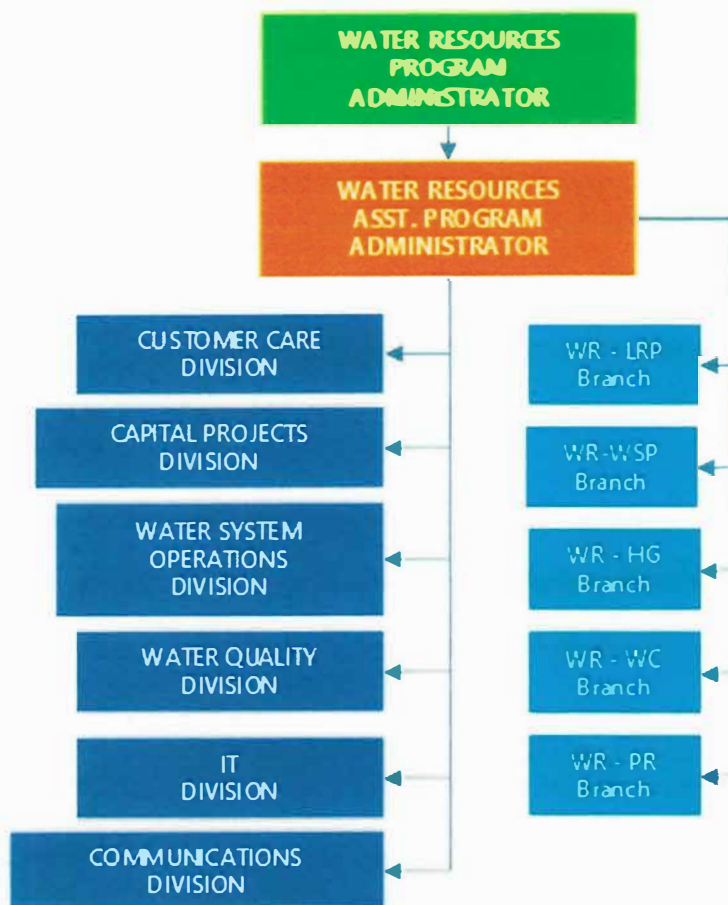 WATER RESOURCES
PROGRAM
ADMINISTRATOR
WATER RESOURCES
ASST. PROGRAM
ADMINISTRATOR
CUSTOMER CARE
DIVISION
CAPITAL PROJECTS
DIVISION
WATER SYSTEM
OPERATIONS
DIVISION
WATER QUALITY
DIVISION
IT
DIVISION
COMMUNICATIONS
DIVISION
WR - LRP
Branch
WR-WSP
Branch
WR - HG
Branch
WR - WC
Branch
WR - PR
Branch